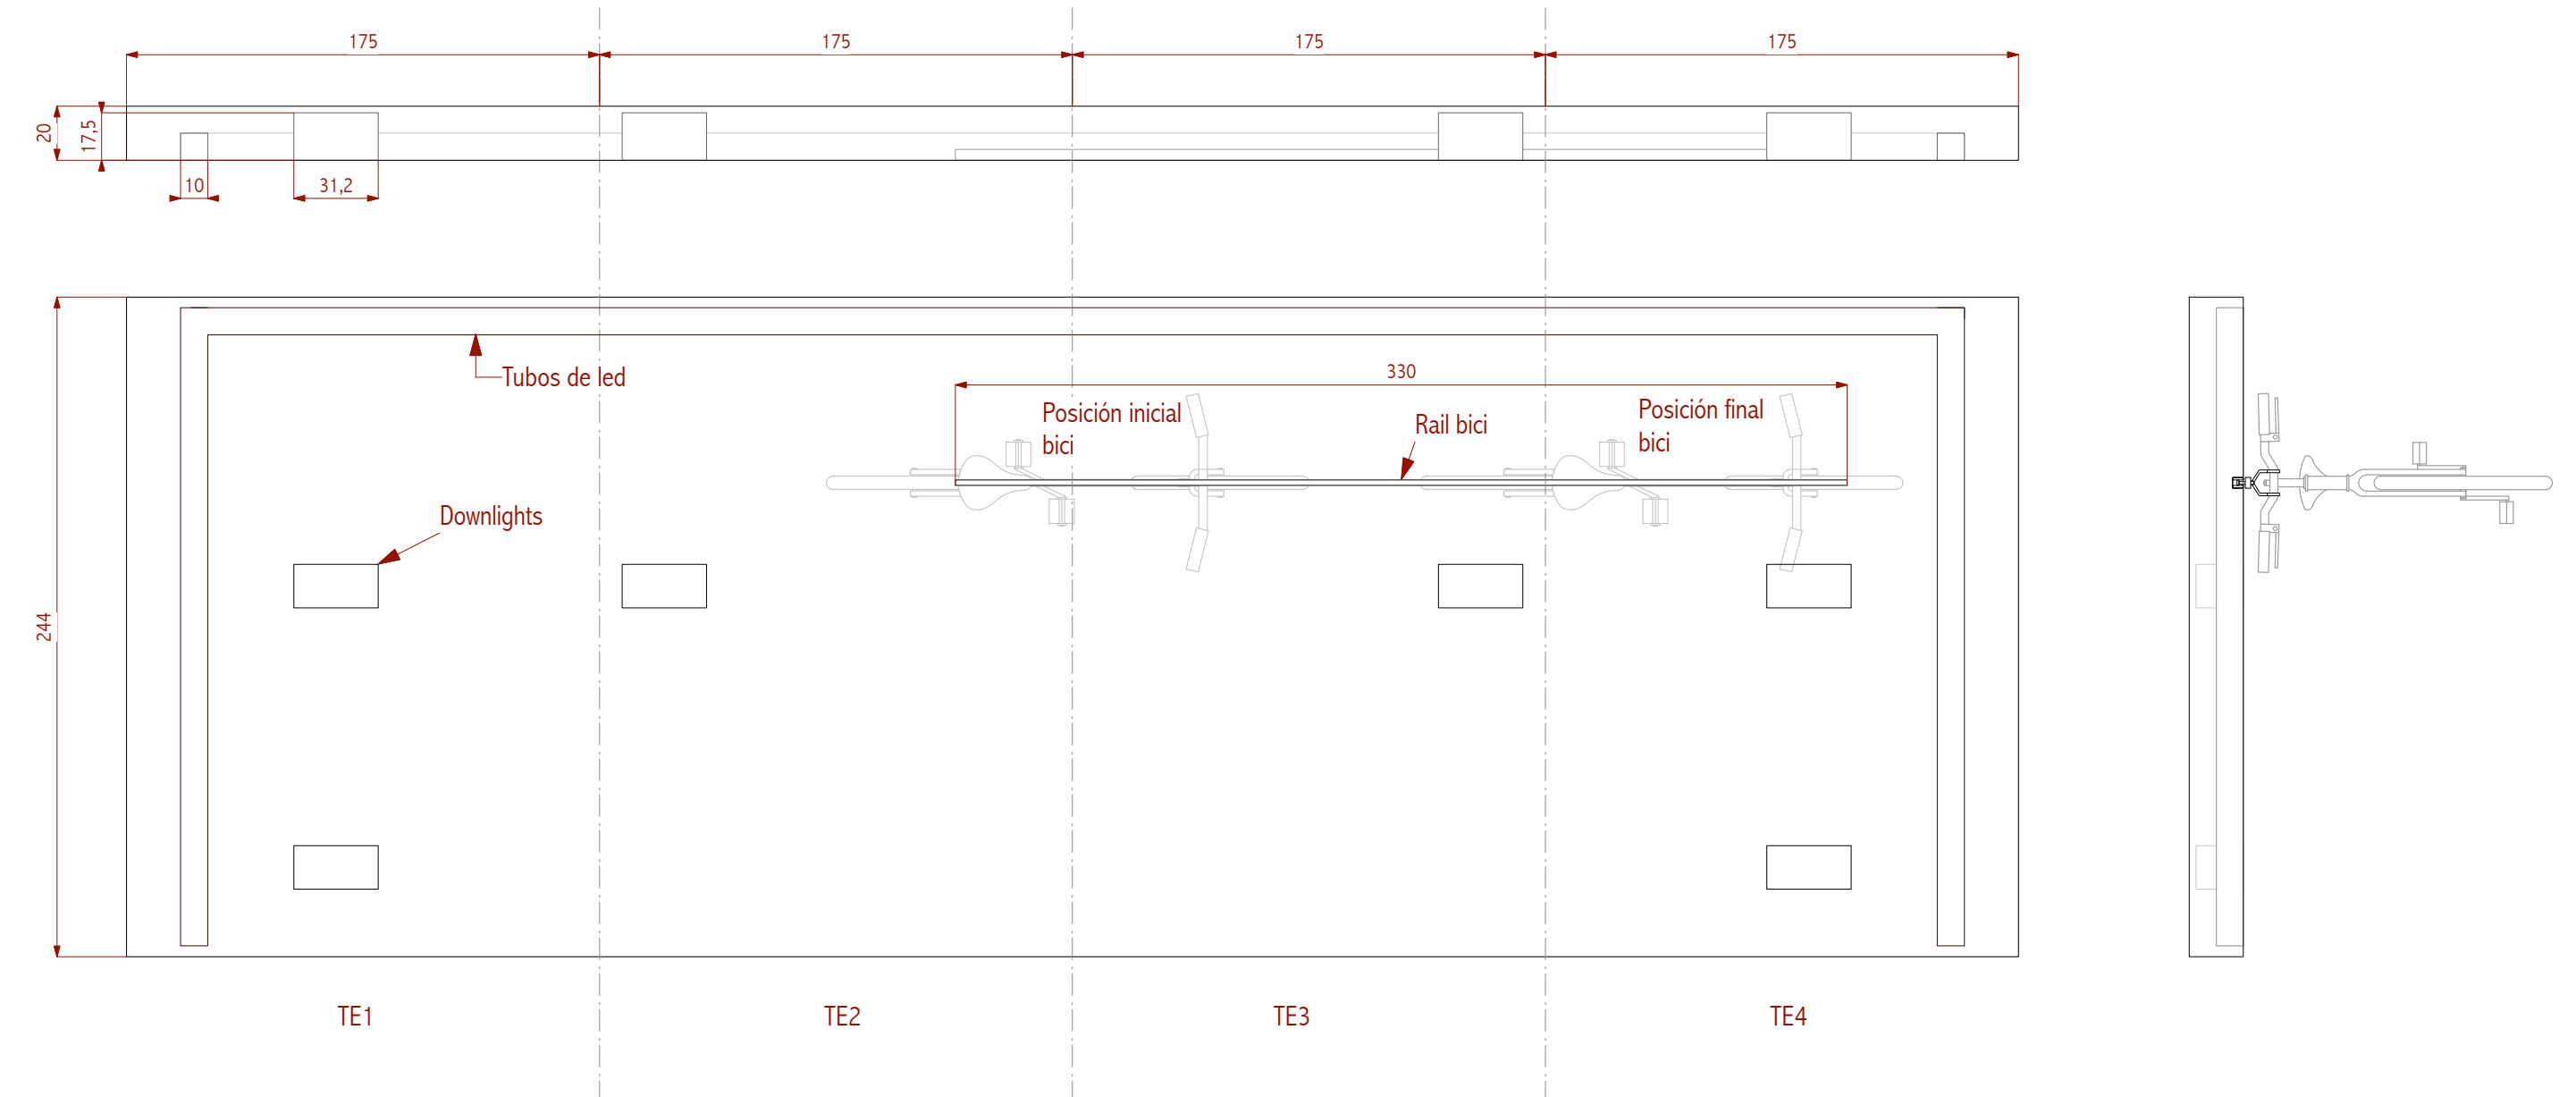 175
175
175
175
20
17,5
10
31,2
244
Tubos de led
330
Posición inicial
bici
Rail bici
Posición final
bici
Downlights
TE1
TE2
TE3
TE4